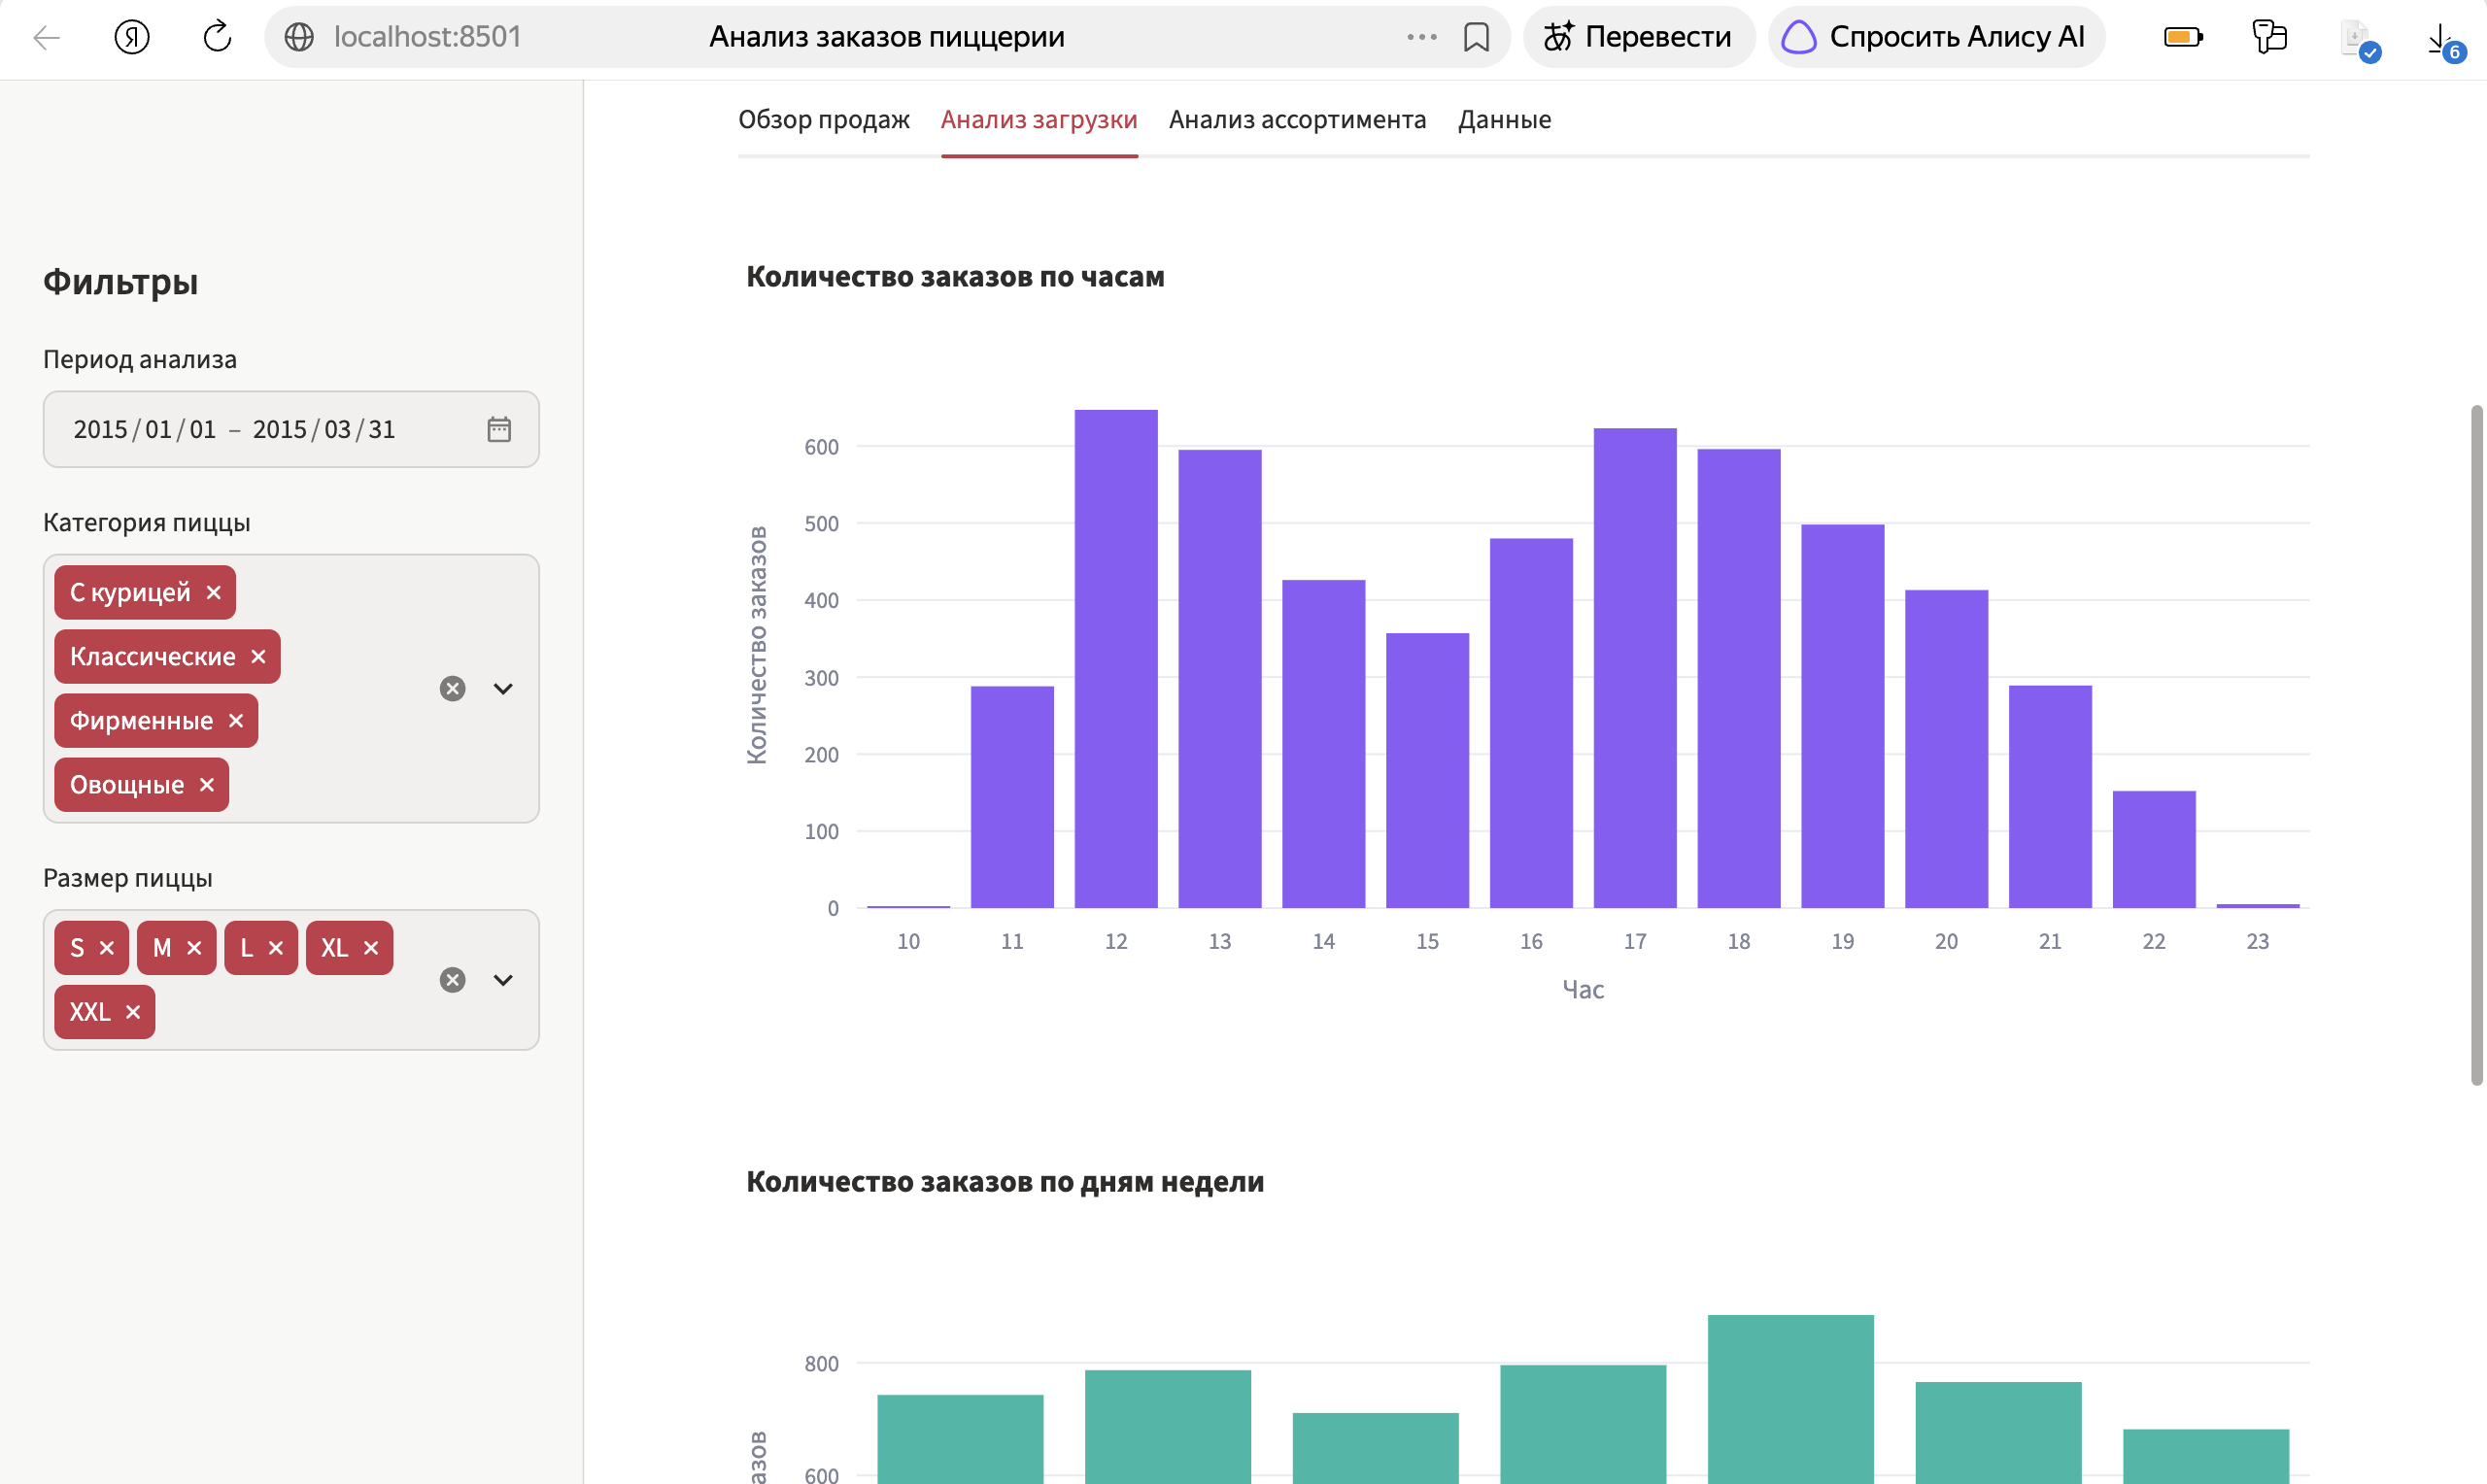 Я localhost:8501 Анализ заказов пиццерии Перевести Спросить Алису AI 6
Обзор продаж Анализ загрузки Анализ ассортимента Данные
Фильтры
Период анализа
2015/01/01 – 2015/03/31
Категория пиццы
С курицей
Классические
Фирменные
Овощные
Размер пиццы
S M L XL
XXL
Количество заказов по часам
Количество заказов
600
500
400
300
200
100
0
10 11 12 13 14 15 16 17 18 19 20 21 22 23
Час
Количество заказов по дням недели
800
600